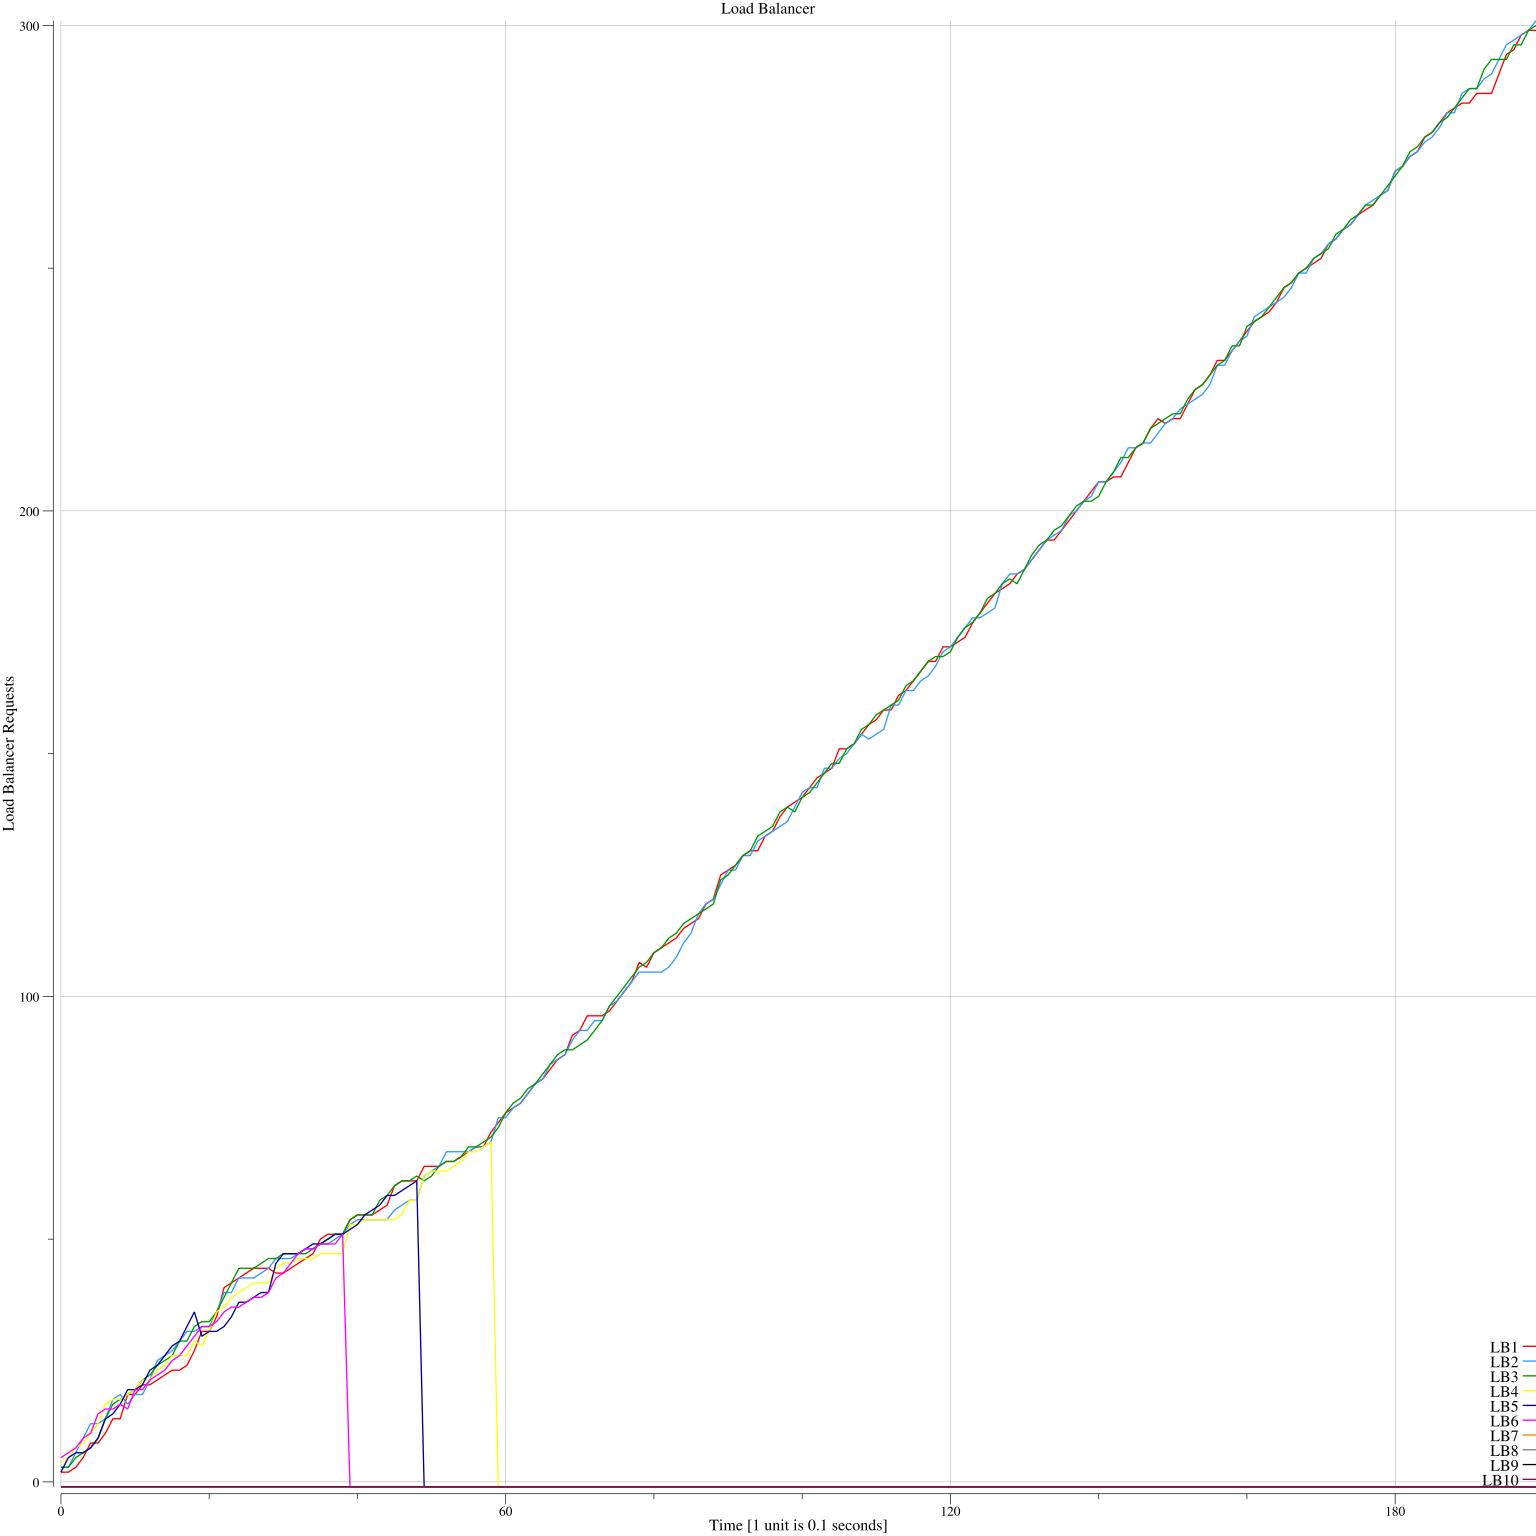 Load Balancer
300
200
100
0
Load Balancer Requests
LB1
LB2
LB3
LB4
LB5
LB6
LB7
LB8
LB9
LB10
0 60 120 180
Time [1 unit is 0.1 seconds]